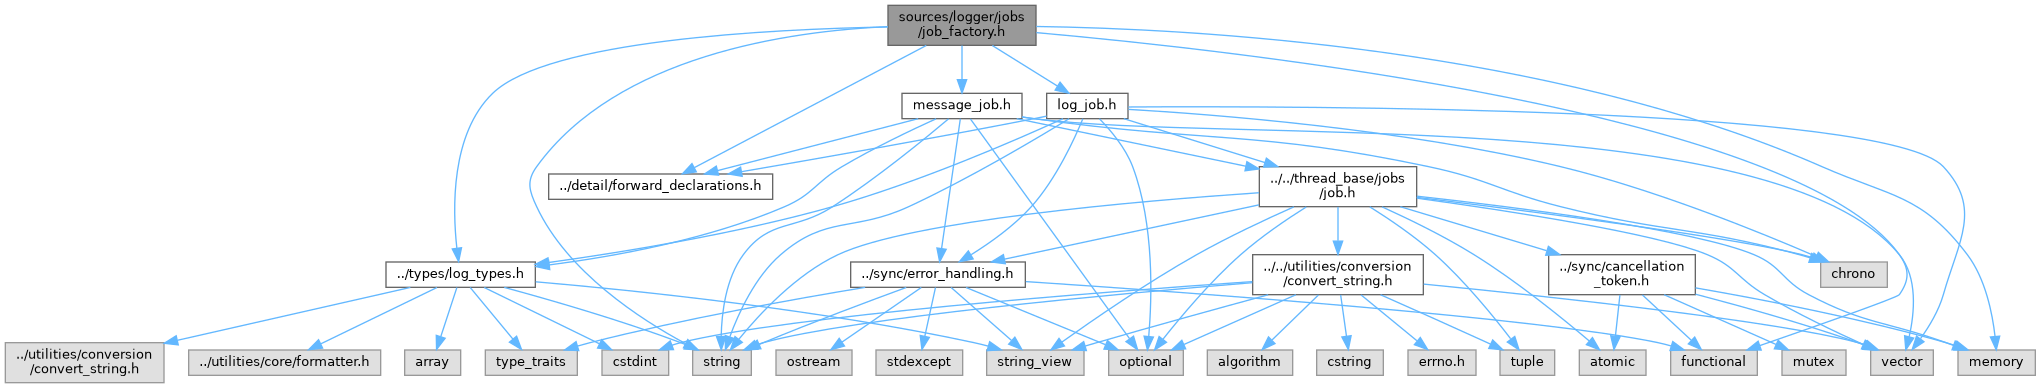 sources/logger/jobs
/job_factory.h
message_job.h
log_job.h
../detail/forward_declarations.h
../../thread_base/jobs
/job.h
../types/log_types.h
../sync/error_handling.h
../../utilities/conversion
/convert_string.h
../sync/cancellation
_token.h
chrono
../utilities/conversion
/convert_string.h
../utilities/core/formatter.h
array
type_traits
cstdint
string
ostream
stdexcept
string_view
optional
algorithm
cstring
errno.h
tuple
atomic
functional
mutex
vector
memory